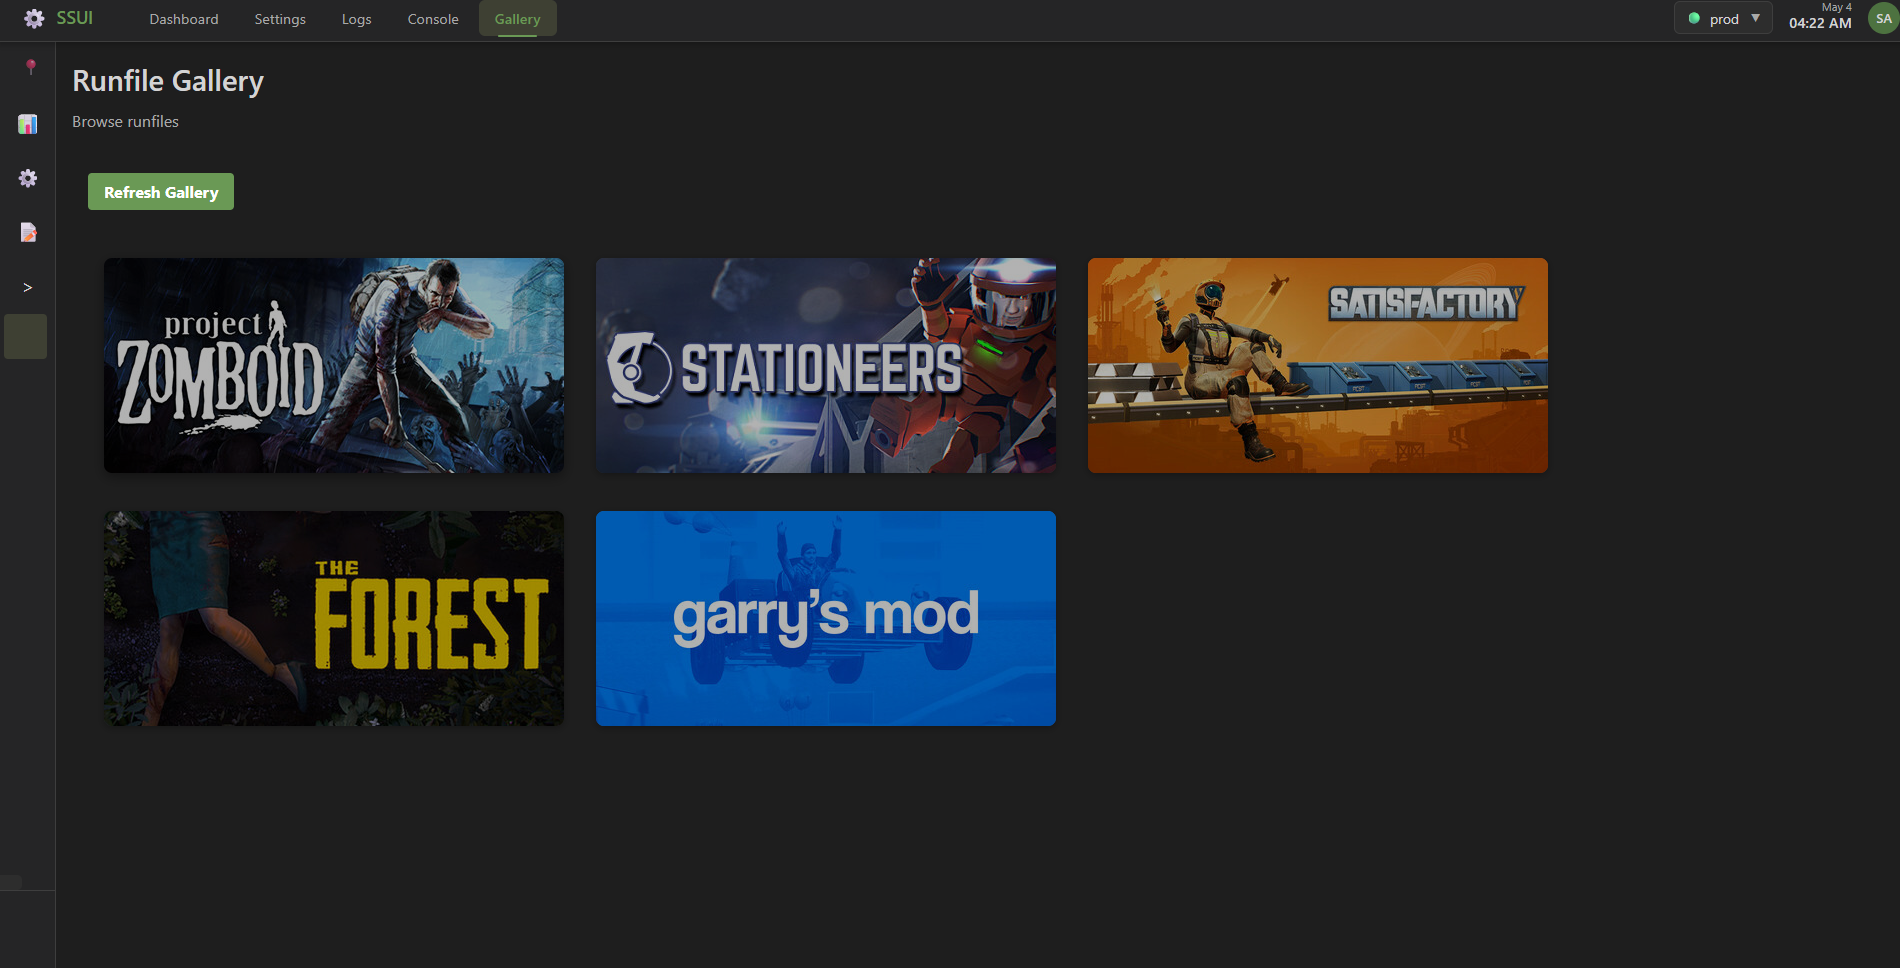 SSUI Dashboard Settings Logs Console Gallery prod ▼ May 4
04:22 AM
SA
Runfile Gallery
Browse runfiles
Refresh Gallery
>
project
ZOMBOID
STATIONEERS
SATISFACTORY
THE
FOREST
garry's mod